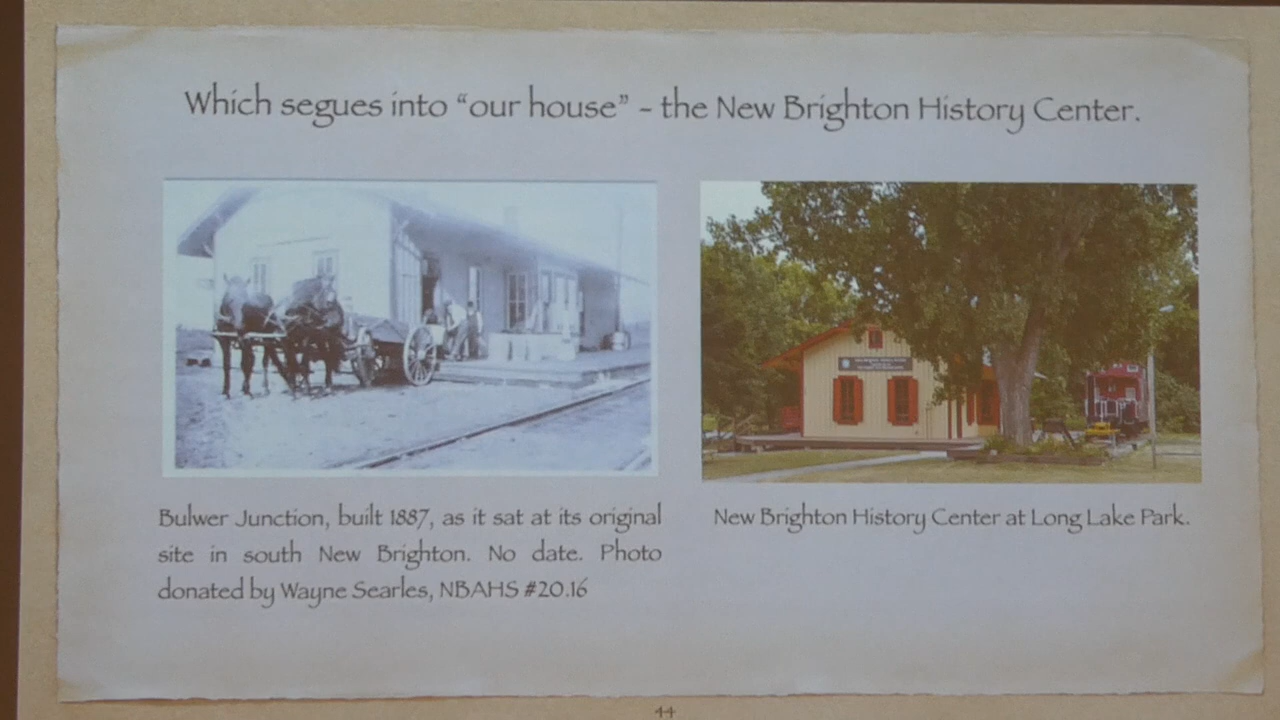 Which segues into “our house” – the New Brighton History Center.
Bulwer Junction, built 1887, as it sat at its original
site in south New Brighton. No date. Photo
donated by Wayne Searles, NBAHS #20.16
New Brighton History Center at Long Lake Park.
44